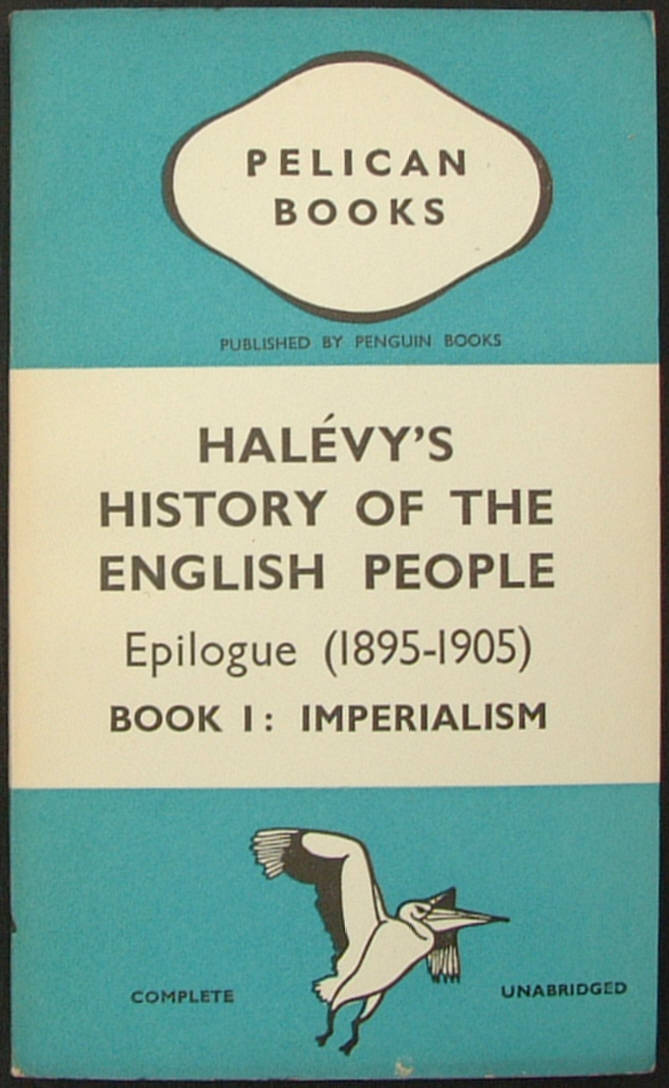 PELICAN
BOOKS
PUBLISHED BY PENGUIN BOOKS
HALÉVY'S
HISTORY OF THE
ENGLISH PEOPLE
Epilogue (1895-1905)
BOOK I: IMPERIALISM
COMPLETE
UNABRIDGED